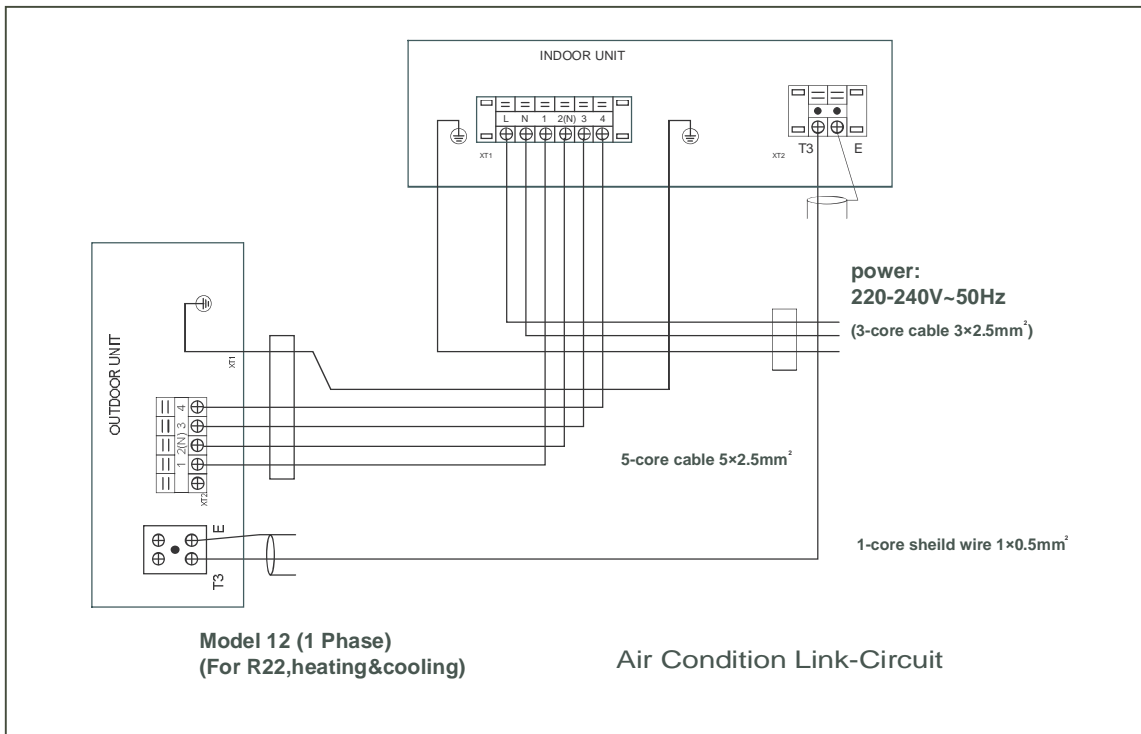 INDOOR UNIT
L N 1 2(N) 3 4
XT1
XT2
T3 E
power:
220-240V~50Hz
(3-core cable 3×2.5mm²)
OUTDOOR UNIT
XT1
4
3
2(N)
1
XT2
E
T3
5-core cable 5×2.5mm²
1-core sheild wire 1×0.5mm²
Model 12 (1 Phase)
(For R22,heating&cooling)
Air Condition Link-Circuit